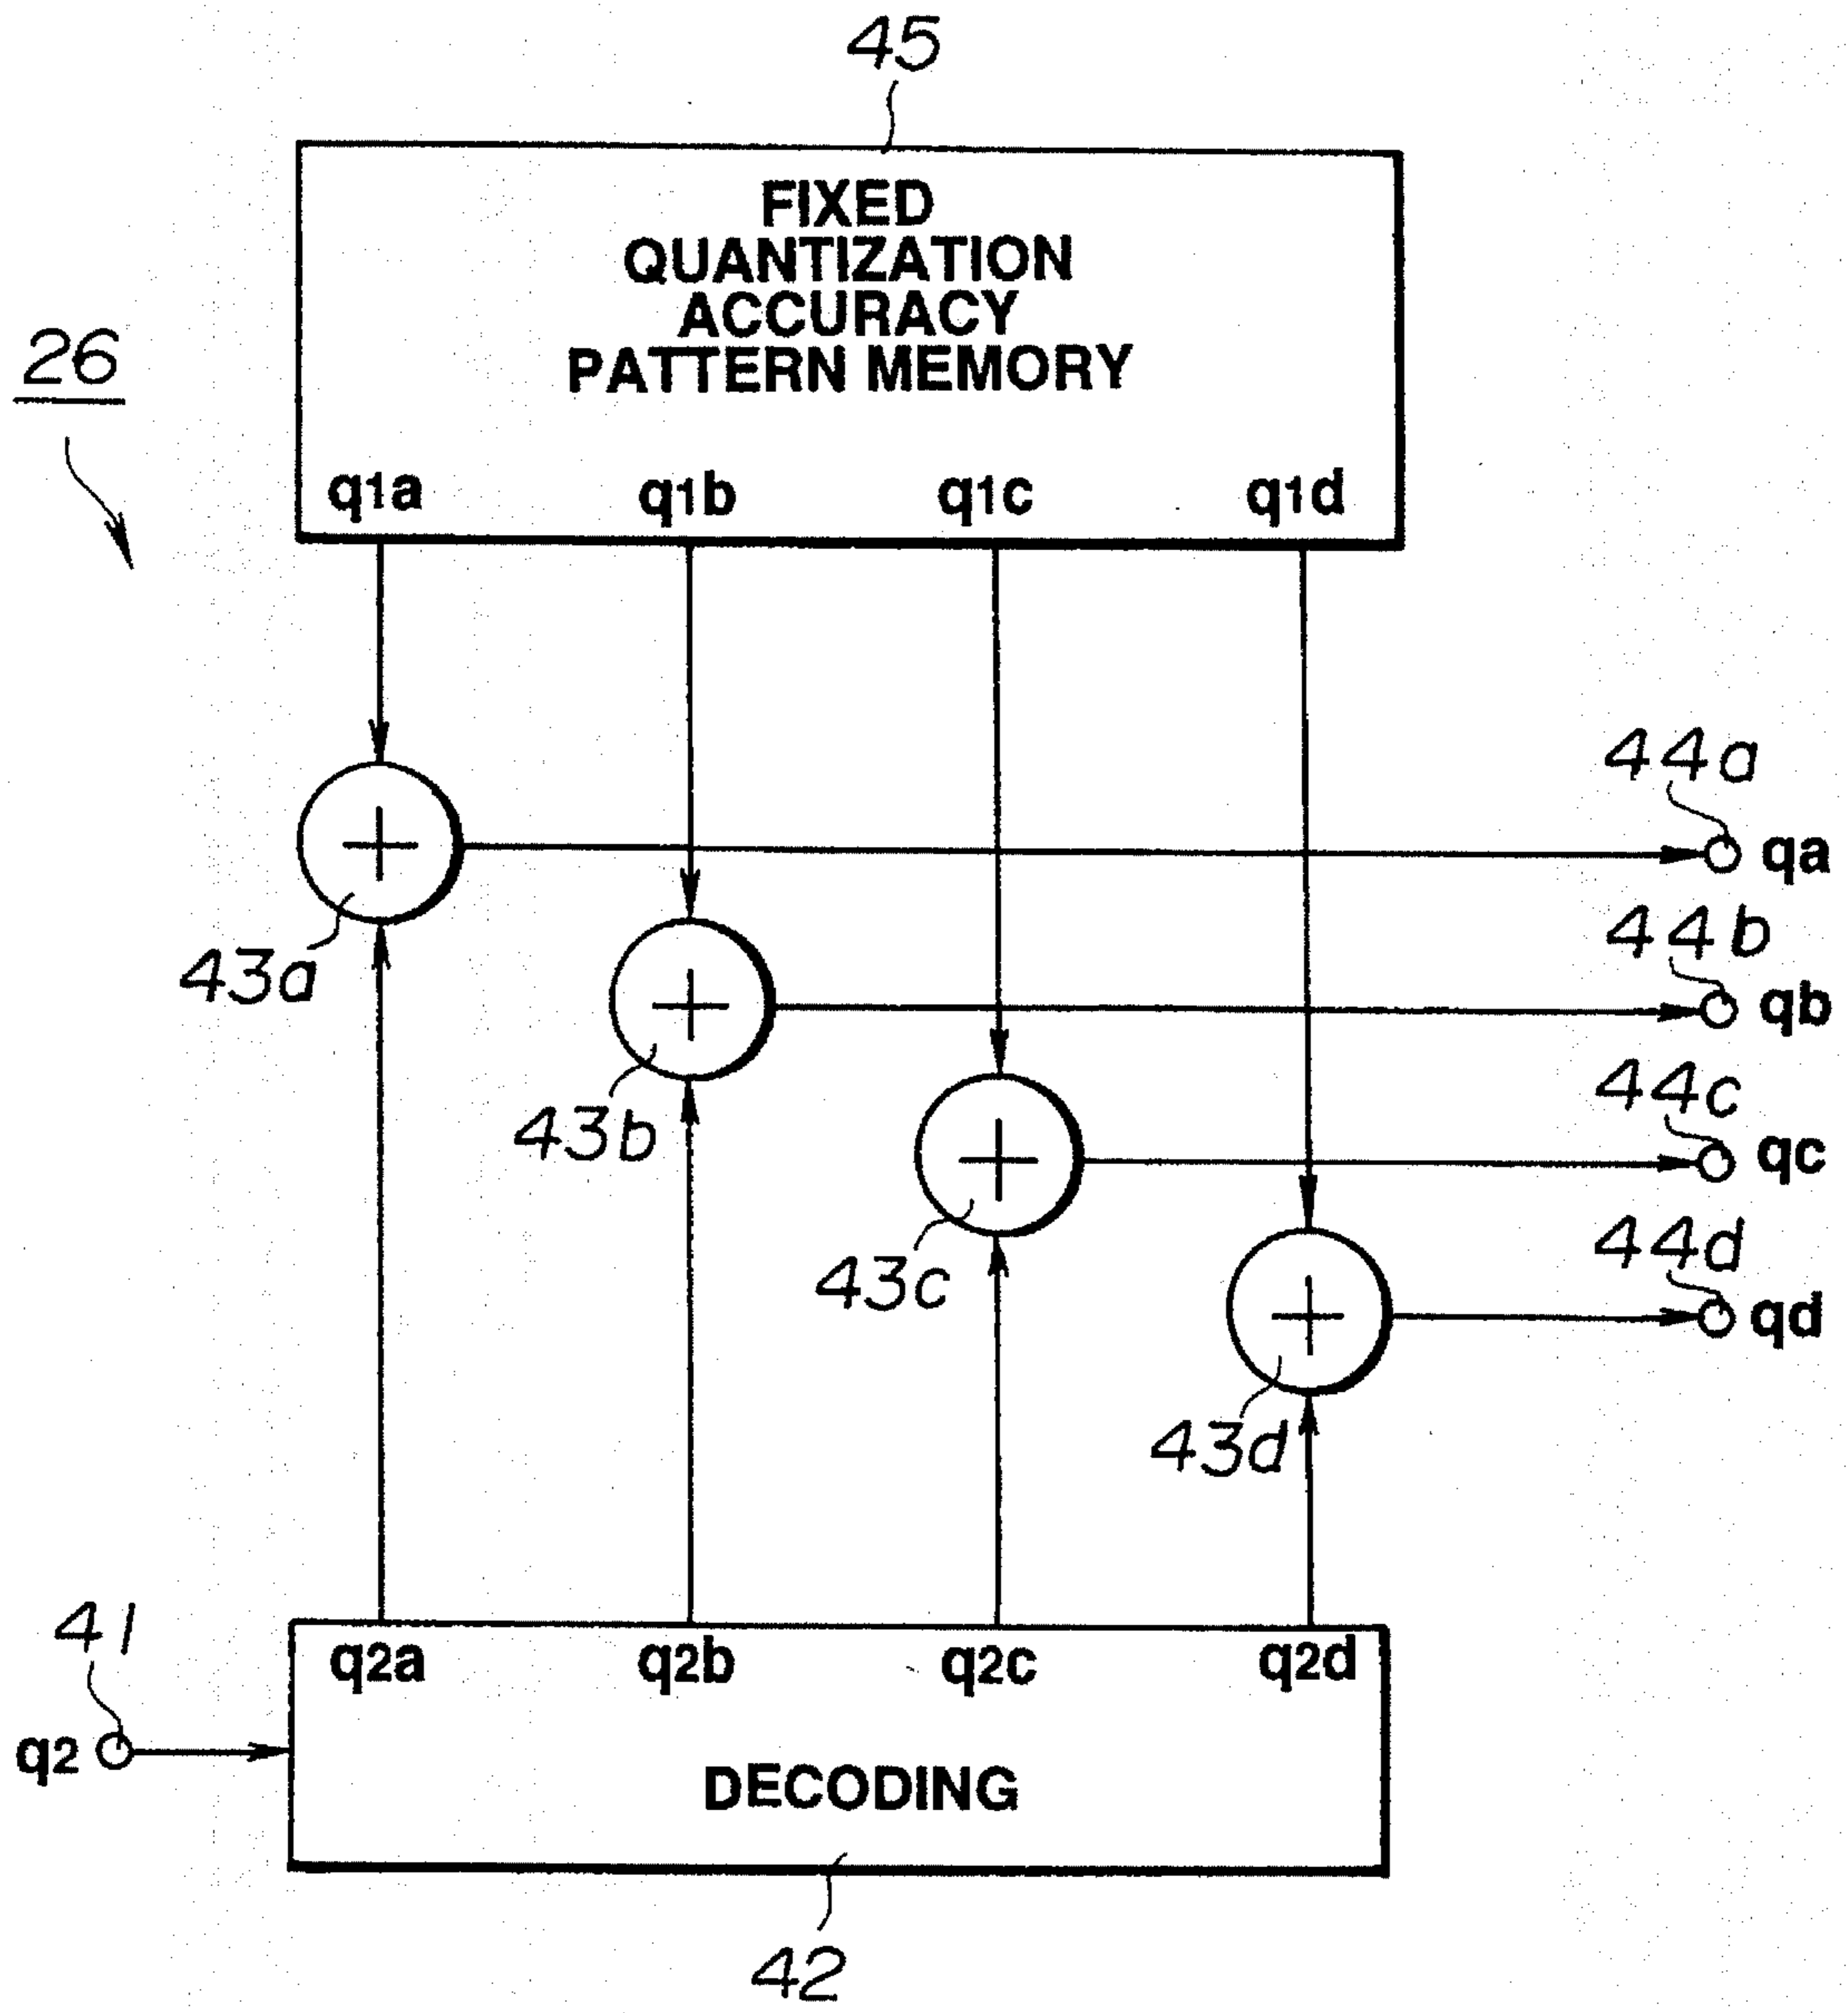 45
FIXED
QUANTIZATION
ACCURACY
PATTERN MEMORY
26
q1a q1b q1c q1d
44a
qa
44b
43a
qb
44c
43b
qc
44d
43c
qd
43d
41
q2a q2b q2c q2d
q2
DECODING
42